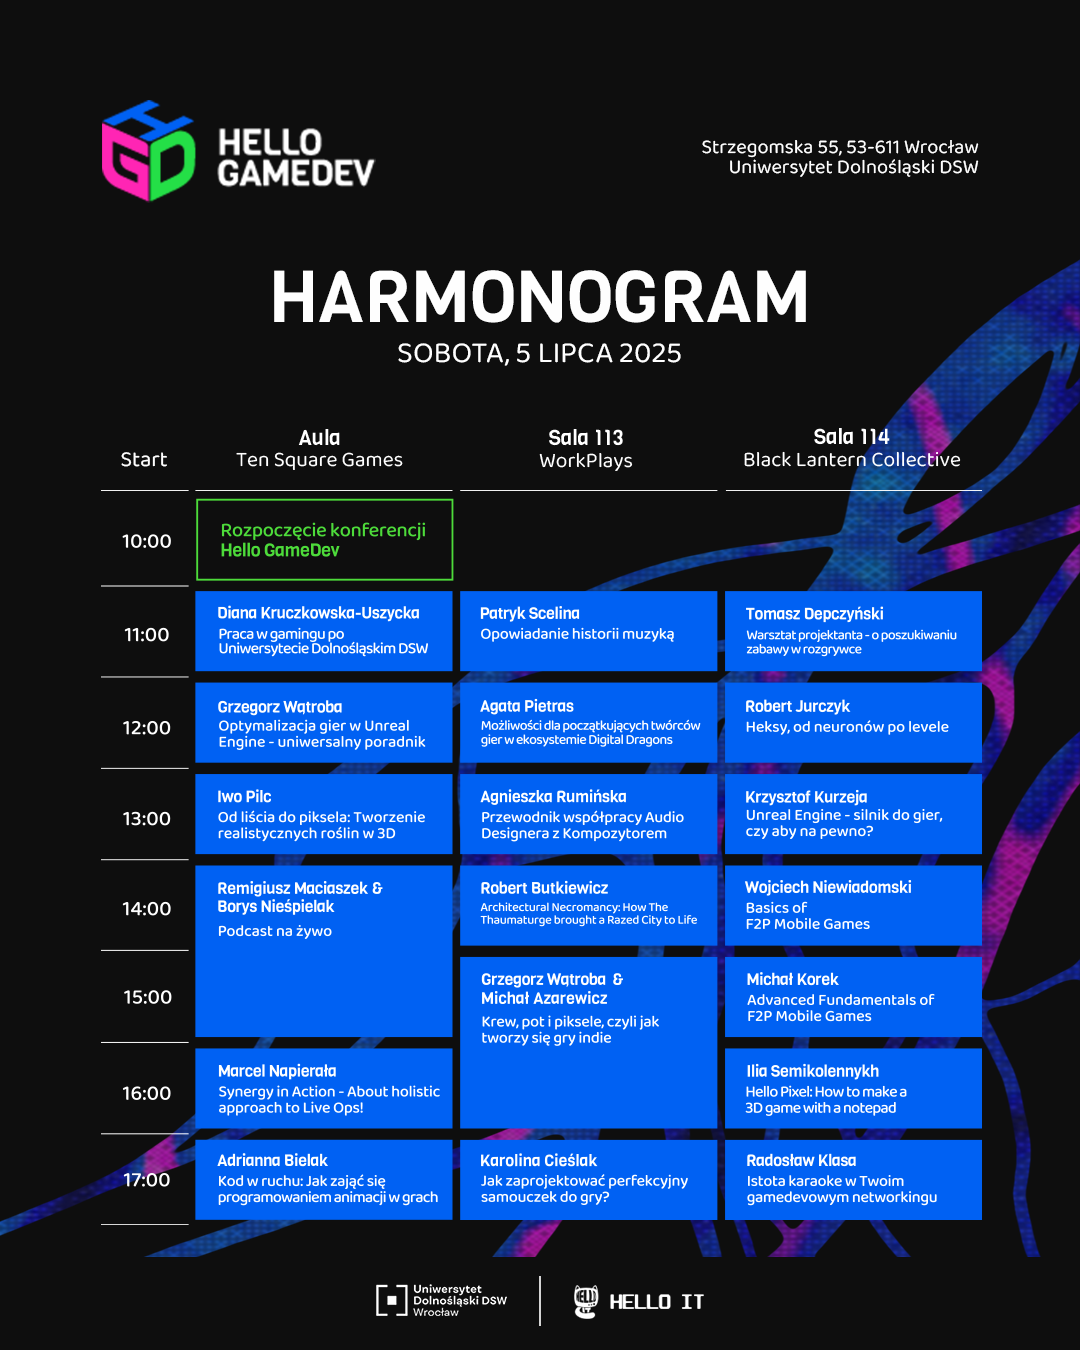 HELLO
GAMEDEV
Strzegomska 55, 53-611 Wrocław
Uniwersytet Dolnośląski DSW
HARMONOGRAM
SOBOTA, 5 LIPCA 2025
Start
Aula
Ten Square Games
Sala 113
WorkPlays
Sala 114
Black Lantern Collective
10:00
Rozpoczęcie konferencji
Hello GameDev
11:00
Diana Kruczkowska-Uszycka
Praca w gamingu po
Uniwersytecie Dolnośląskim DSW
Patryk Scelina
Opowiadanie historii muzyką
Tomasz Depczyński
Warsztat projektanta - o poszukiwaniu
zabawy w rozgrywce
12:00
Grzegorz Wątroba
Optymalizacja gier w Unreal
Engine - uniwersalny poradnik
Agata Pietras
Możliwości dla początkujących twórców
gier w ekosystemie Digital Dragons
Robert Jurczyk
Heksy, od neuronów po levele
13:00
Iwo Pilc
Od liścia do piksela: Tworzenie
realistycznych roślin w 3D
Agnieszka Rumińska
Przewodnik współpracy Audio
Designera z Kompozytorem
Krzysztof Kurzeja
Unreal Engine - silnik do gier,
czy aby na pewno?
14:00
Remigiusz Maciaszek &
Borys Nieśpielak
Podcast na żywo
Robert Butkiewicz
Architectural Necromancy: How The
Thaumaturge brought a Razed City to Life
Wojciech Niewiadomski
Basics of
F2P Mobile Games
15:00
Grzegorz Wątroba &
Michał Azarewicz
Krew, pot i piksele, czyli jak
tworzy się gry indie
Michał Korek
Advanced Fundamentals of
F2P Mobile Games
16:00
Marcel Napierała
Synergy in Action - About holistic
approach to Live Ops!
Ilia Semikolennykh
Hello Pixel: How to make a
3D game with a notepad
17:00
Adrianna Bielak
Kod w ruchu: Jak zająć się
programowaniem animacji w grach
Karolina Cieślak
Jak zaprojektować perfekcyjny
samouczek do gry?
Radosław Klasa
Istota karaoke w Twoim
gamedevowym networkingu
Uniwersytet
Dolnośląski DSW
Wrocław
HELLO IT